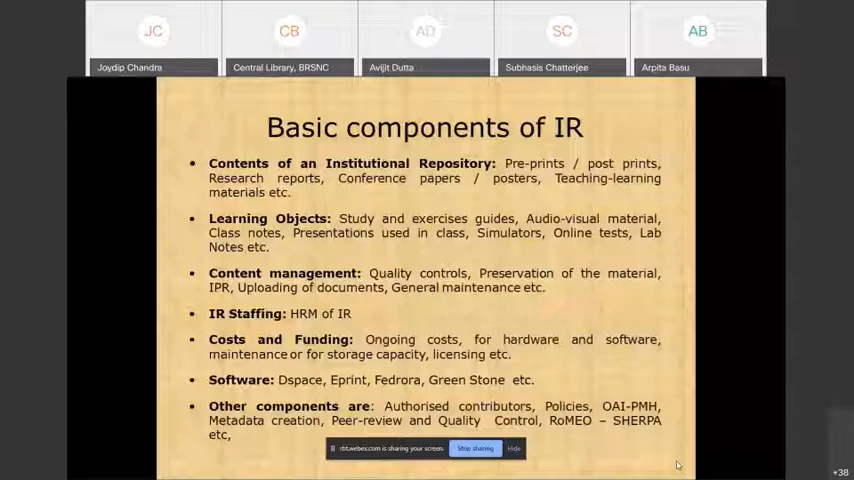 JC CB AD SC AB
Joydip Chandra Central Library, BRSNC Avijit Dutta Subhasis Chatterjee Arpita Basu
Basic components of IR
• Contents of an Institutional Repository: Pre-prints / post prints,
Research reports, Conference papers / posters, Teaching-learning
materials etc.
• Learning Objects: Study and exercises guides, Audio-visual material,
Class notes, Presentations used in class, Simulators, Online tests, Lab
Notes etc.
• Content management: Quality controls, Preservation of the material,
IPR, Uploading of documents, General maintenance etc.
• IR Staffing: HRM of IR
• Costs and Funding: Ongoing costs, for hardware and software,
maintenance or for storage capacity, licensing etc.
• Software: Dspace, Eprint, Fedrora, Green Stone etc.
• Other components are: Authorised contributors, Policies, OAI-PMH,
Metadata creation, Peer-review and Quality Control, RoMEO – SHERPA
etc,
rbt.webex.com is sharing your screen. Stop sharing Hide
+38